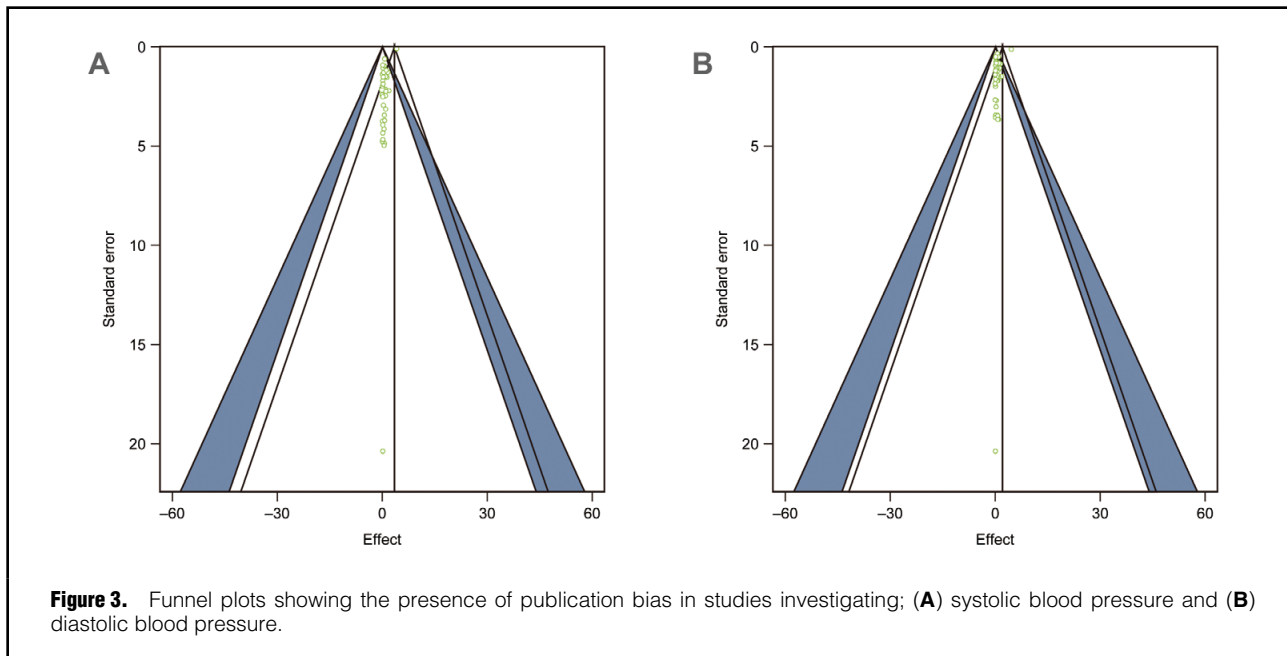 A
0
5
10
15
20
Standard error
–60
–30
0
30
60
Effect
B
0
5
10
15
20
Standard error
–60
–30
0
30
60
Effect
Figure 3. Funnel plots showing the presence of publication bias in studies investigating; (A) systolic blood pressure and (B)
diastolic blood pressure.